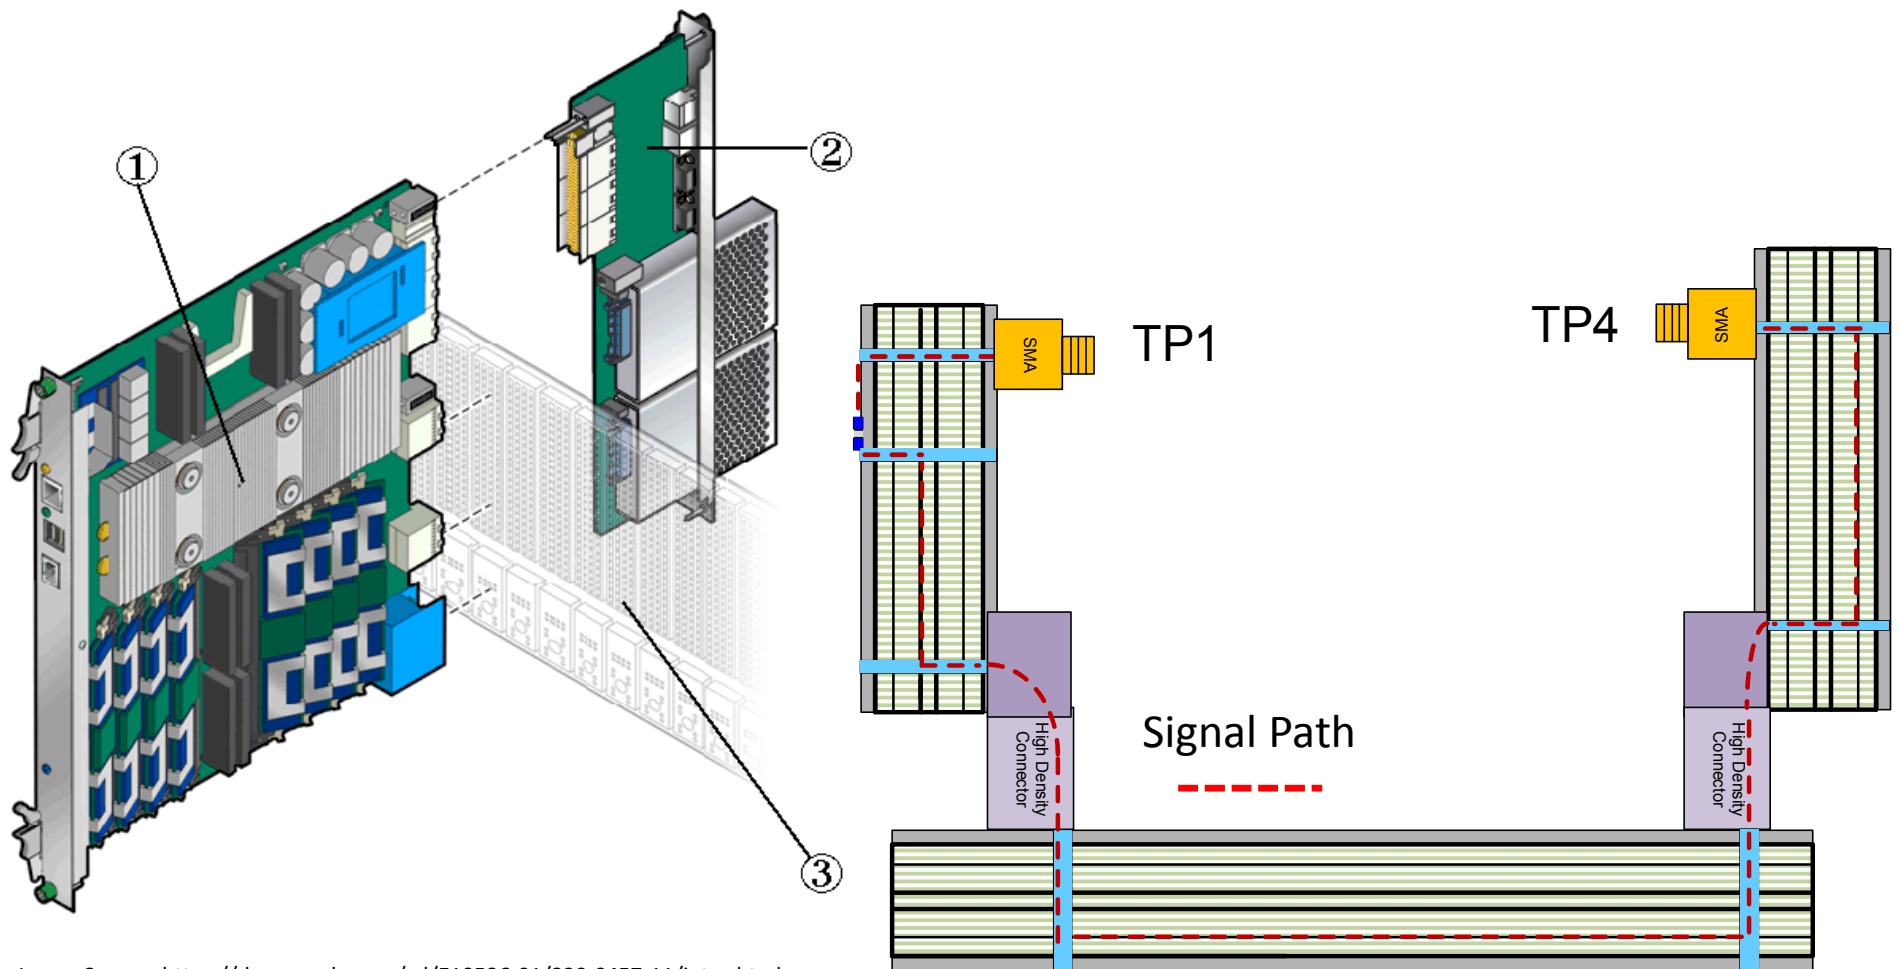 ①
②
③
SMA
TP1
TP4
SMA
Signal Path
High Density
Connector
High Density
Connector